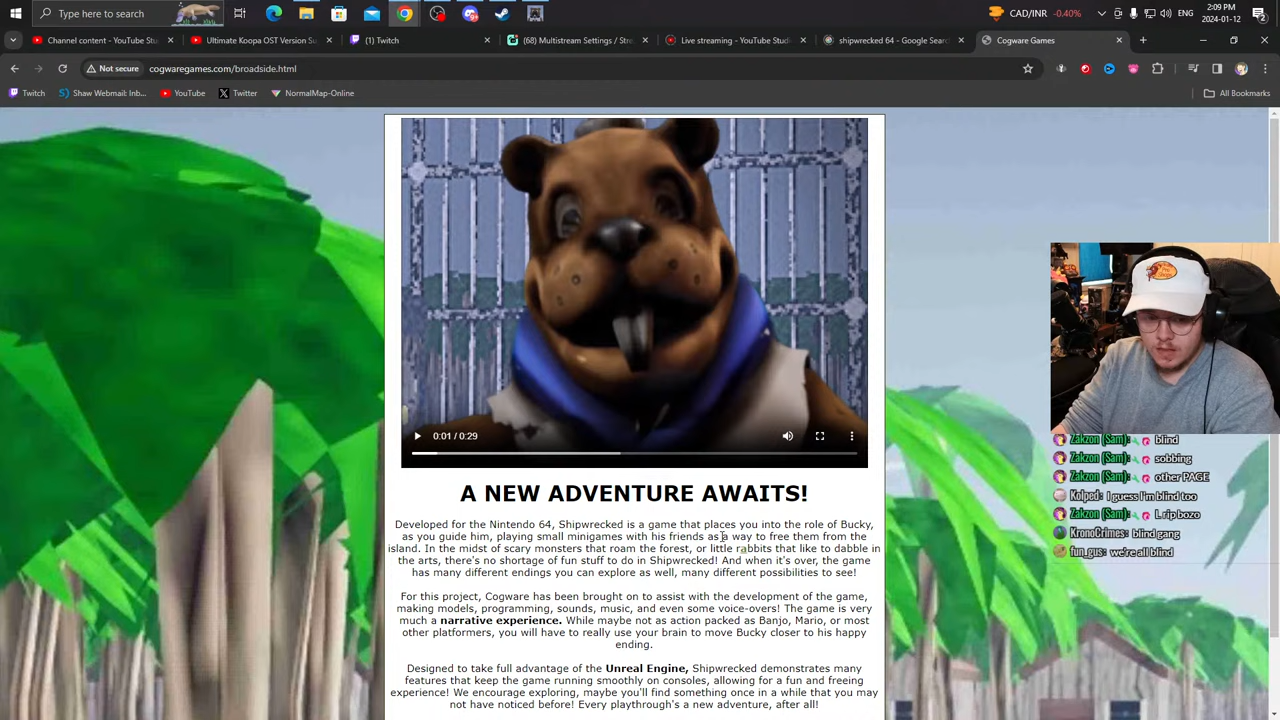 Type here to search
CAD/INR -0.40%
ENG
2:09 PM
2024-01-12
2
Channel content - YouTube Stu
Ultimate Koopa OST Version Sw
(1) Twitch
(68) Multistream Settings / Stre
Live streaming - YouTube Studi
shipwrecked 64 - Google Searc
Cogware Games
Not secure
cogwaregames.com/broadside.html
Twitch
Shaw Webmail: Inb...
YouTube
Twitter
NormalMap-Online
All Bookmarks
0:01 / 0:29
A NEW ADVENTURE AWAITS!
Developed for the Nintendo 64, Shipwrecked is a game that places you into the role of Bucky,
as you guide him, playing small minigames with his friends as a way to free them from the
island. In the midst of scary monsters that roam the forest, or little rabbits that like to dabble in
the arts, there's no shortage of fun stuff to do in Shipwrecked! And when it's over, the game
has many different endings you can explore as well, many different possibilities to see!
For this project, Cogware has been brought on to assist with the development of the game,
making models, programming, sounds, music, and even some voice-overs! The game is very
much a narrative experience. While maybe not as action packed as Banjo, Mario, or most
other platformers, you will have to really use your brain to move Bucky closer to his happy
ending.
Designed to take full advantage of the Unreal Engine, Shipwrecked demonstrates many
features that keep the game running smoothly on consoles, allowing for a fun and freeing
experience! We encourage exploring, maybe you'll find something once in a while that you may
not have noticed before! Every playthrough's a new adventure, after all!
Zakzon (Sam): blind
Zakzon (Sam): sobbing
Zakzon (Sam): other PAGE
Kolped: I guess I'm blind too
Zakzon (Sam): L rip bozo
KronoCrimes: blind gang
fun_gus: we're all blind